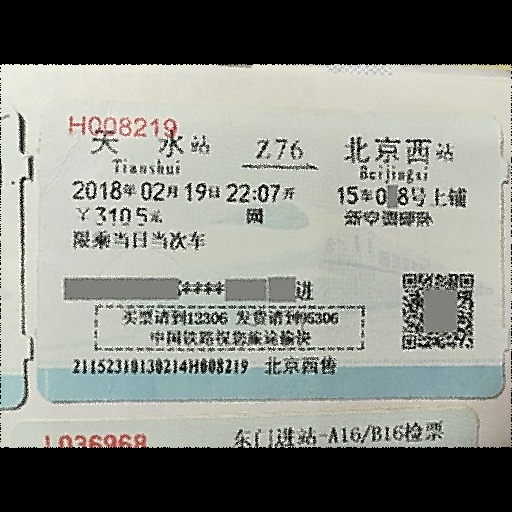 H008219
天水站 Z76 北京西站
Tianshui Beijingxi
2018年02月19日22:07开 15车0 8号上铺
￥310.5元 网 新空调硬卧
限乘当日当次车
**** 进
买票请到12306 发货请到95306
中国铁路祝您旅途愉快
21152310130214H008219 北京西售
L036968 东门进站-A16/B16检票